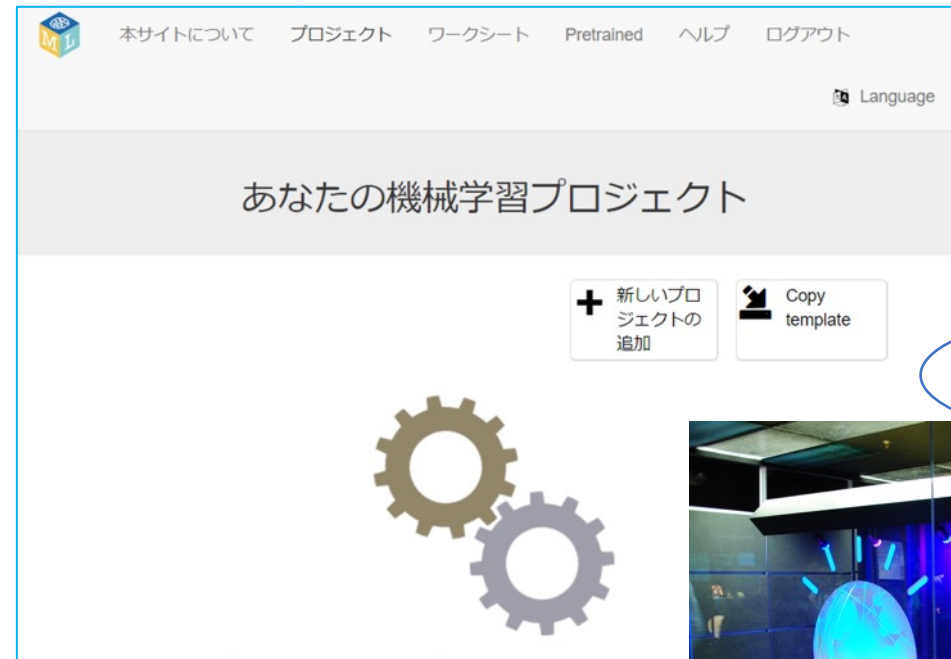 ML
本サイトについて プロジェクト ワークシート Pretrained ヘルプ ログアウト
Language
あなたの機械学習プロジェクト
新しいプロ
ジェクトの
追加
Copy
template